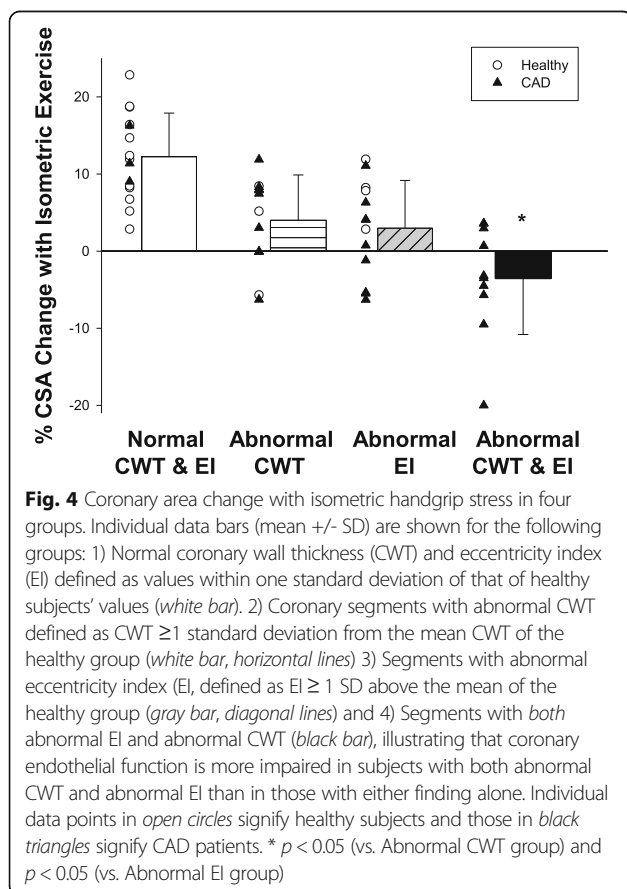 Healthy
CAD
% CSA Change with Isometric Exercise
20
10
0
-10
-20
*
Normal
CWT & EI
Abnormal
CWT
Abnormal
EI
Abnormal
CWT & EI
Fig. 4 Coronary area change with isometric handgrip stress in four
groups. Individual data bars (mean +/- SD) are shown for the following
groups: 1) Normal coronary wall thickness (CWT) and eccentricity index
(EI) defined as values within one standard deviation of that of healthy
subjects' values (white bar). 2) Coronary segments with abnormal CWT
defined as CWT ≥1 standard deviation from the mean CWT of the
healthy group (white bar, horizontal lines) 3) Segments with abnormal
eccentricity index (EI, defined as EI ≥ 1 SD above the mean of the
healthy group (gray bar, diagonal lines) and 4) Segments with both
abnormal EI and abnormal CWT (black bar), illustrating that coronary
endothelial function is more impaired in subjects with both abnormal
CWT and abnormal EI than in those with either finding alone. Individual
data points in open circles signify healthy subjects and those in black
triangles signify CAD patients. * p < 0.05 (vs. Abnormal CWT group) and
p < 0.05 (vs. Abnormal EI group)